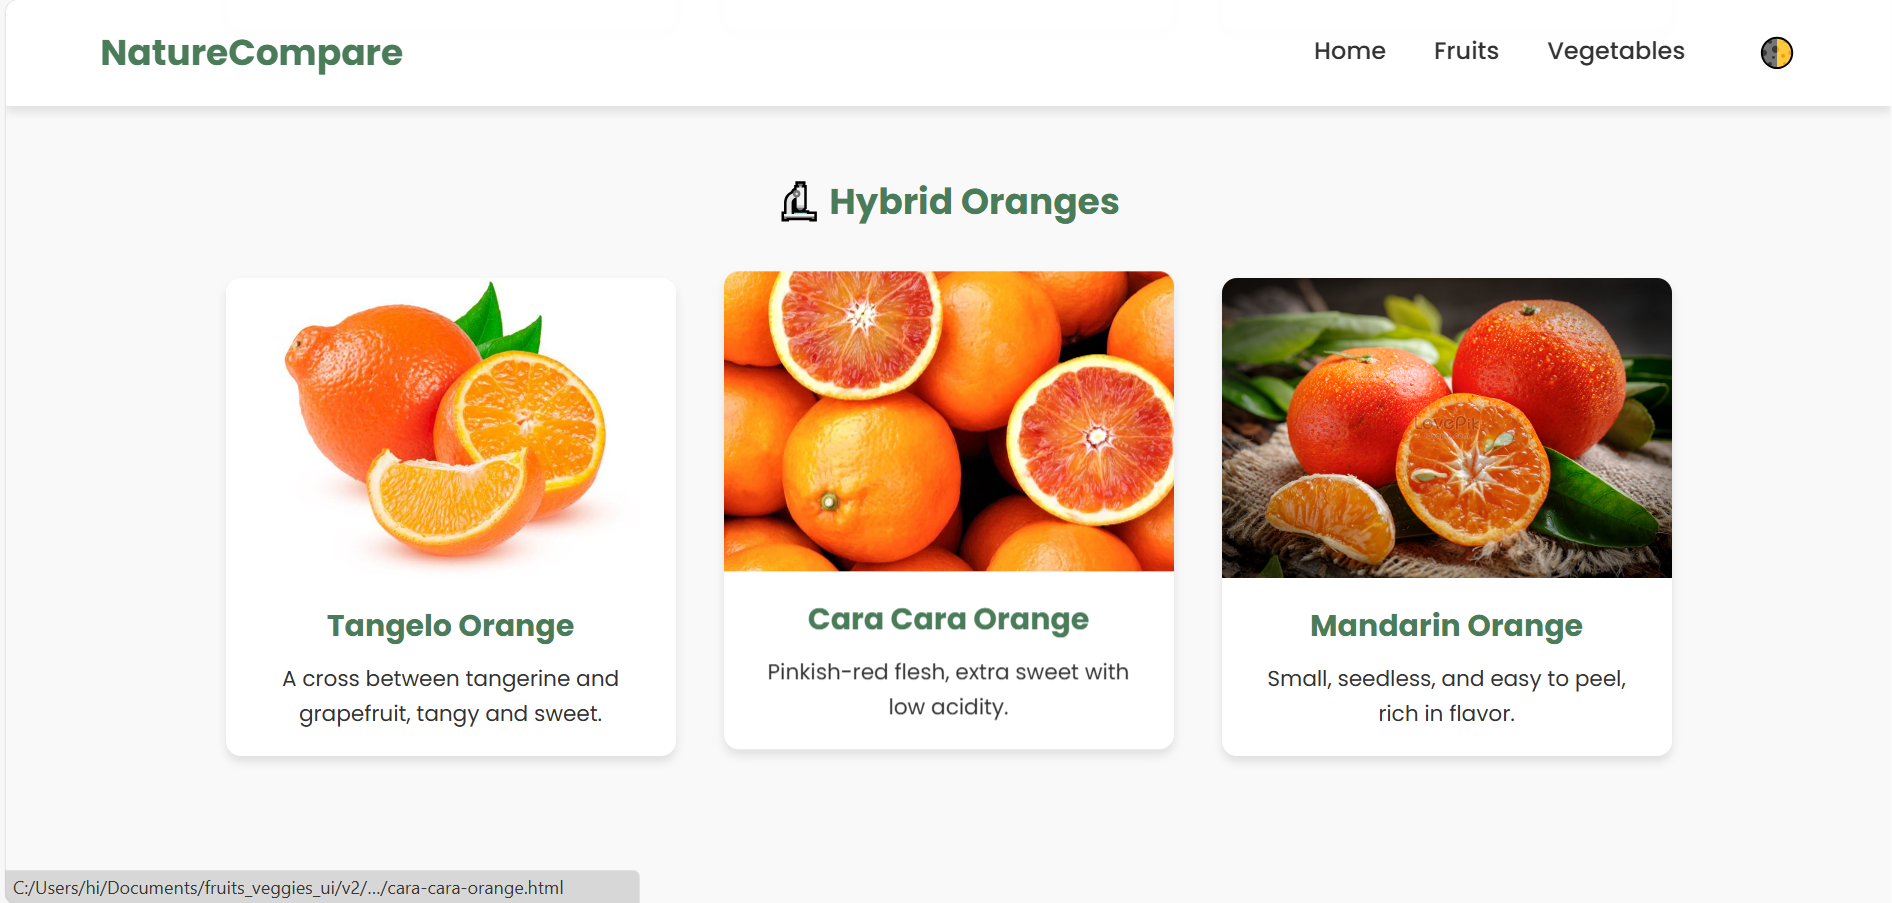 NatureCompare
Home Fruits Vegetables
Hybrid Oranges
Tangelo Orange
A cross between tangerine and
grapefruit, tangy and sweet.
Cara Cara Orange
Pinkish-red flesh, extra sweet with
low acidity.
LovePik
Mandarin Orange
Small, seedless, and easy to peel,
rich in flavor.
C:/Users/hi/Documents/fruits_veggies_ui/v2/.../cara-cara-orange.html